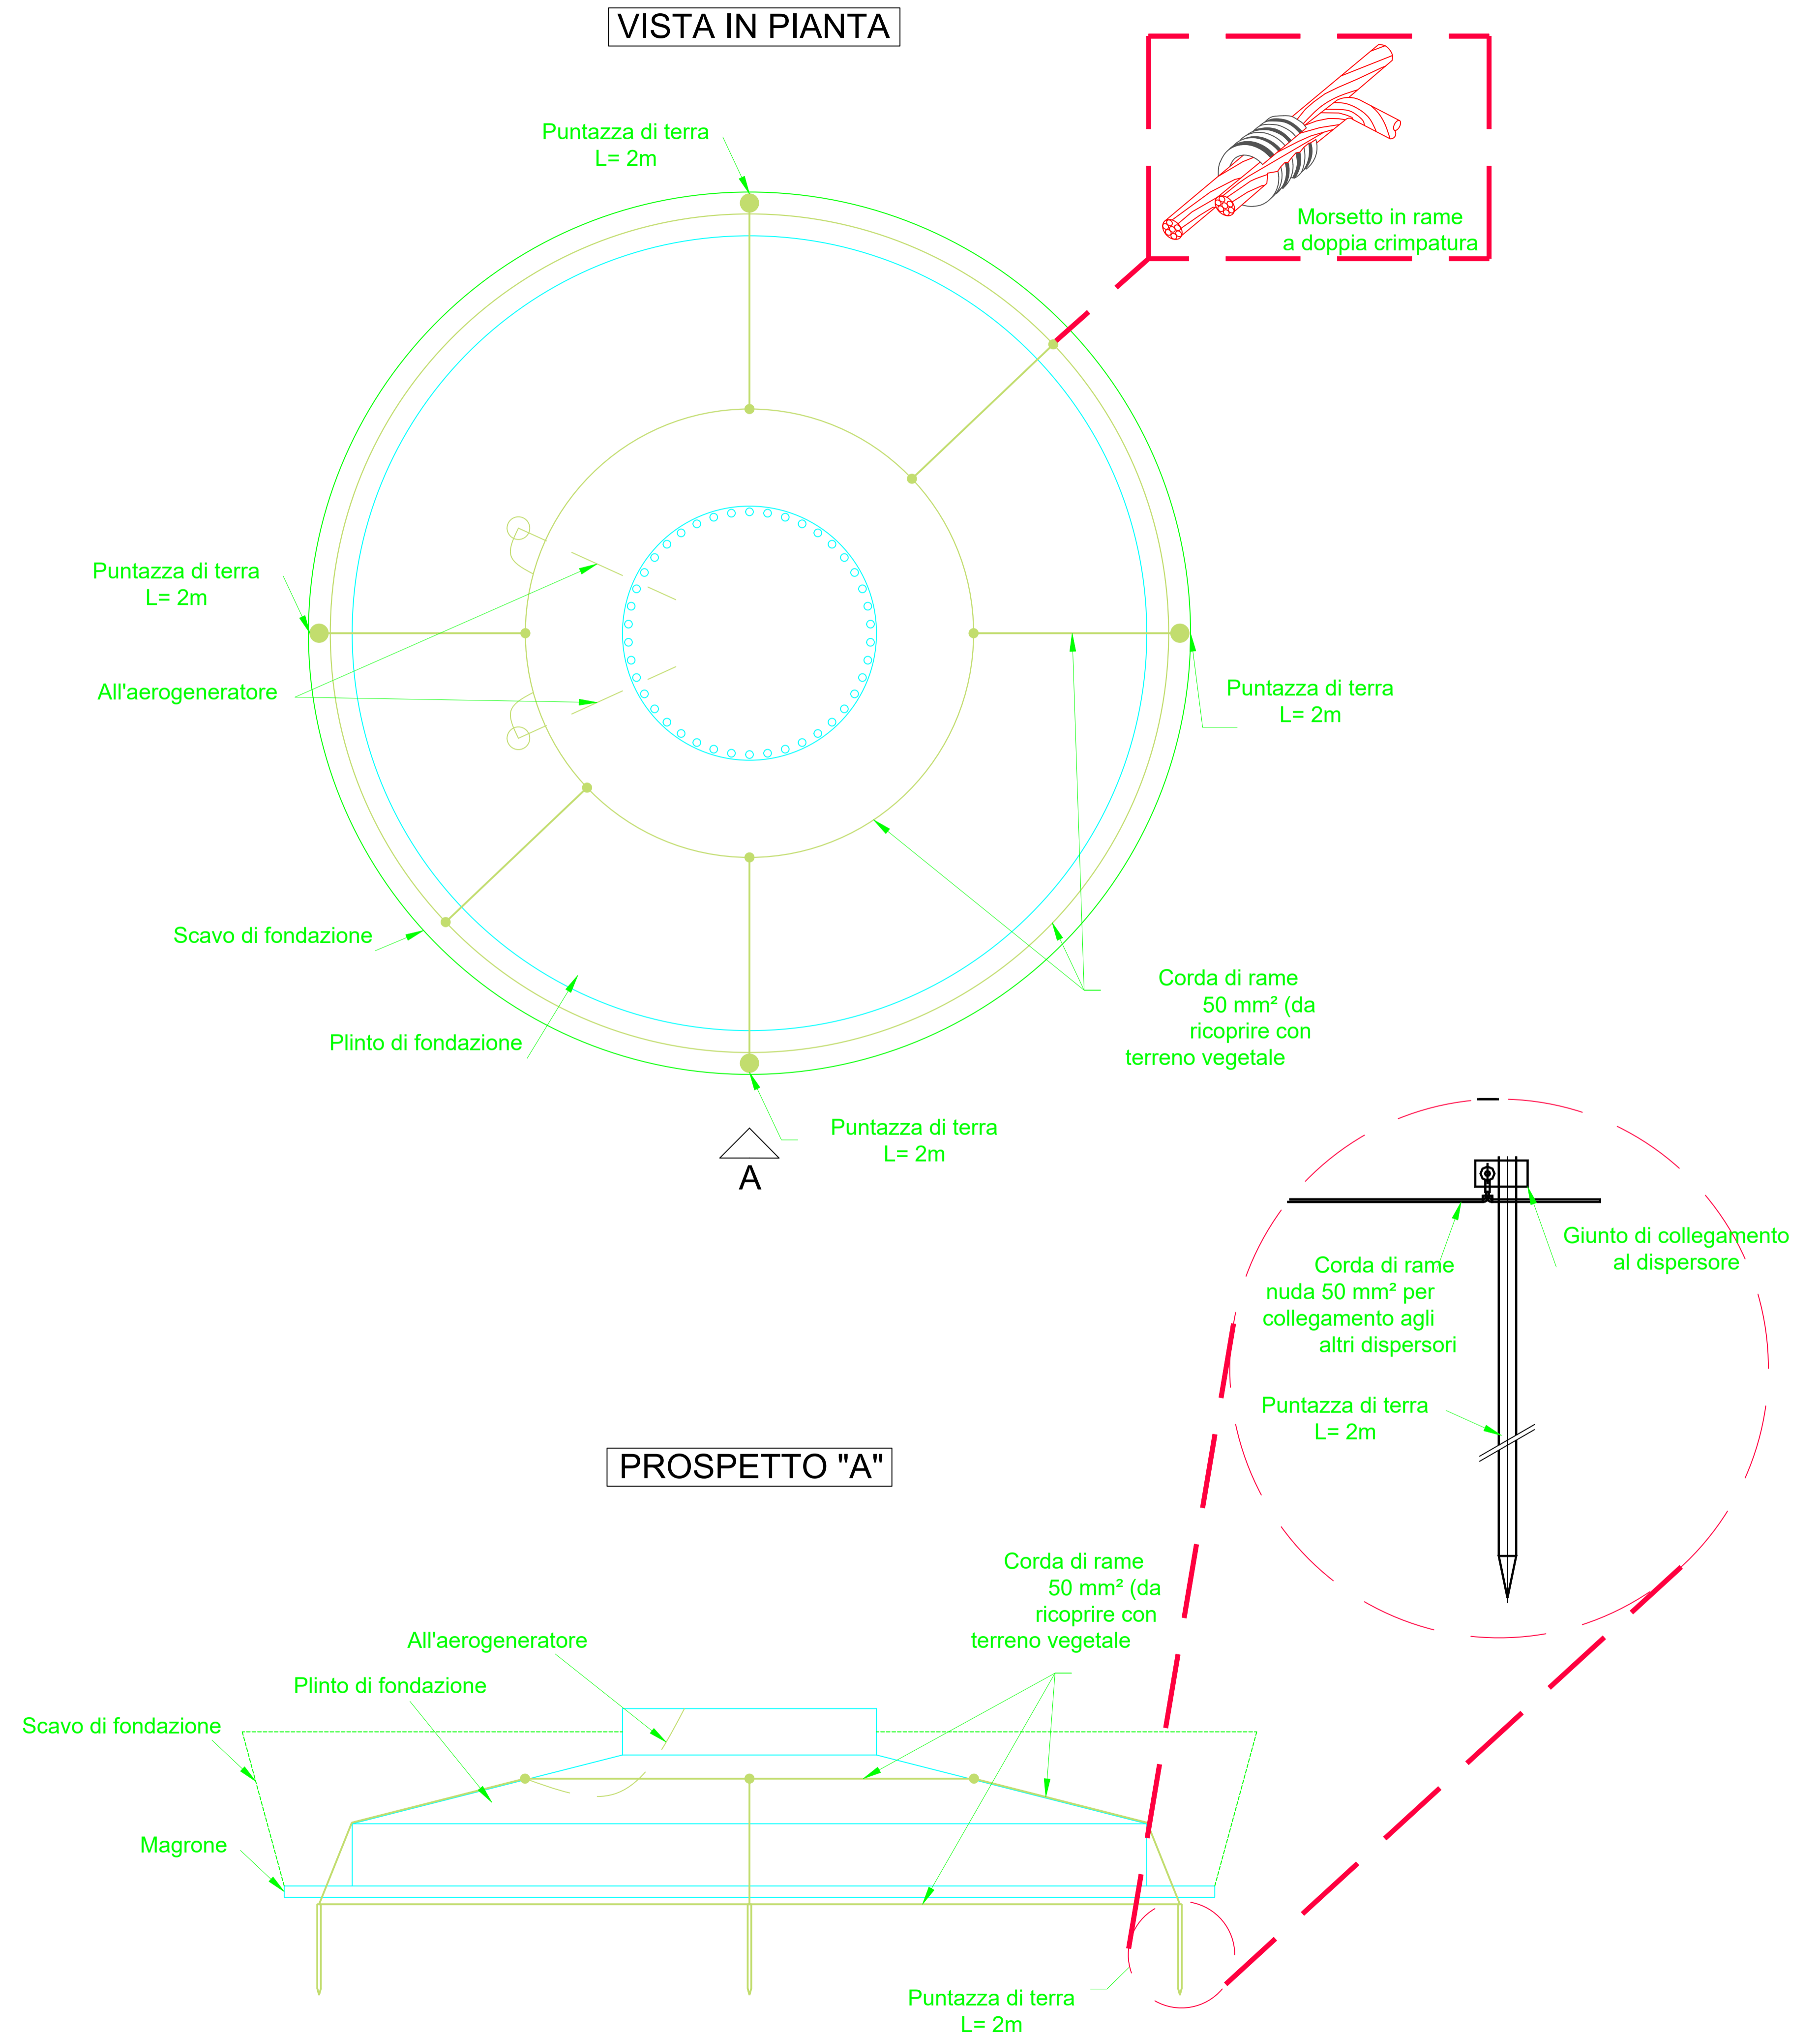 VISTA IN PIANTA
Morsetto in rame
a doppia crimpatura
Puntazza di terra
L= 2m
Puntazza di terra
L= 2m
All'aerogeneratore
Puntazza di terra
L= 2m
Scavo di fondazione
Plinto di fondazione
Corda di rame
50 mm² (da
ricoprire con
terreno vegetale
Puntazza di terra
L= 2m
A
Giunto di collegamento
al dispersore
Corda di rame
nuda 50 mm² per
collegamento agli
altri dispersori
Puntazza di terra
L= 2m
PROSPETTO "A"
Corda di rame
50 mm² (da
ricoprire con
terreno vegetale
All'aerogeneratore
Plinto di fondazione
Scavo di fondazione
Magrone
Puntazza di terra
L= 2m